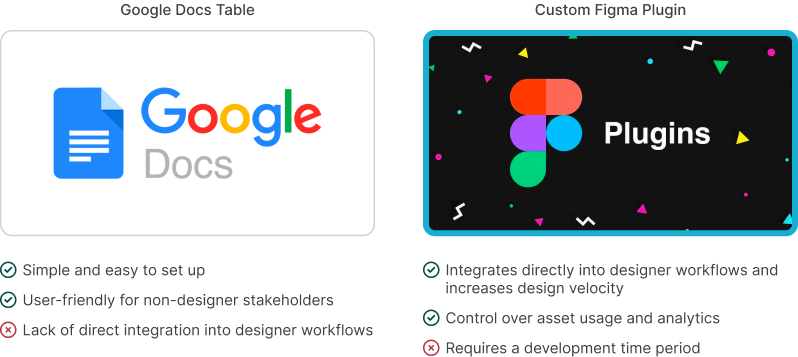 Google Docs Table
Google
Docs
Simple and easy to set up
User-friendly for non-designer stakeholders
Lack of direct integration into designer workflows
Custom Figma Plugin
Plugins
Integrates directly into designer workflows and
increases design velocity
Control over asset usage and analytics
Requires a development time period